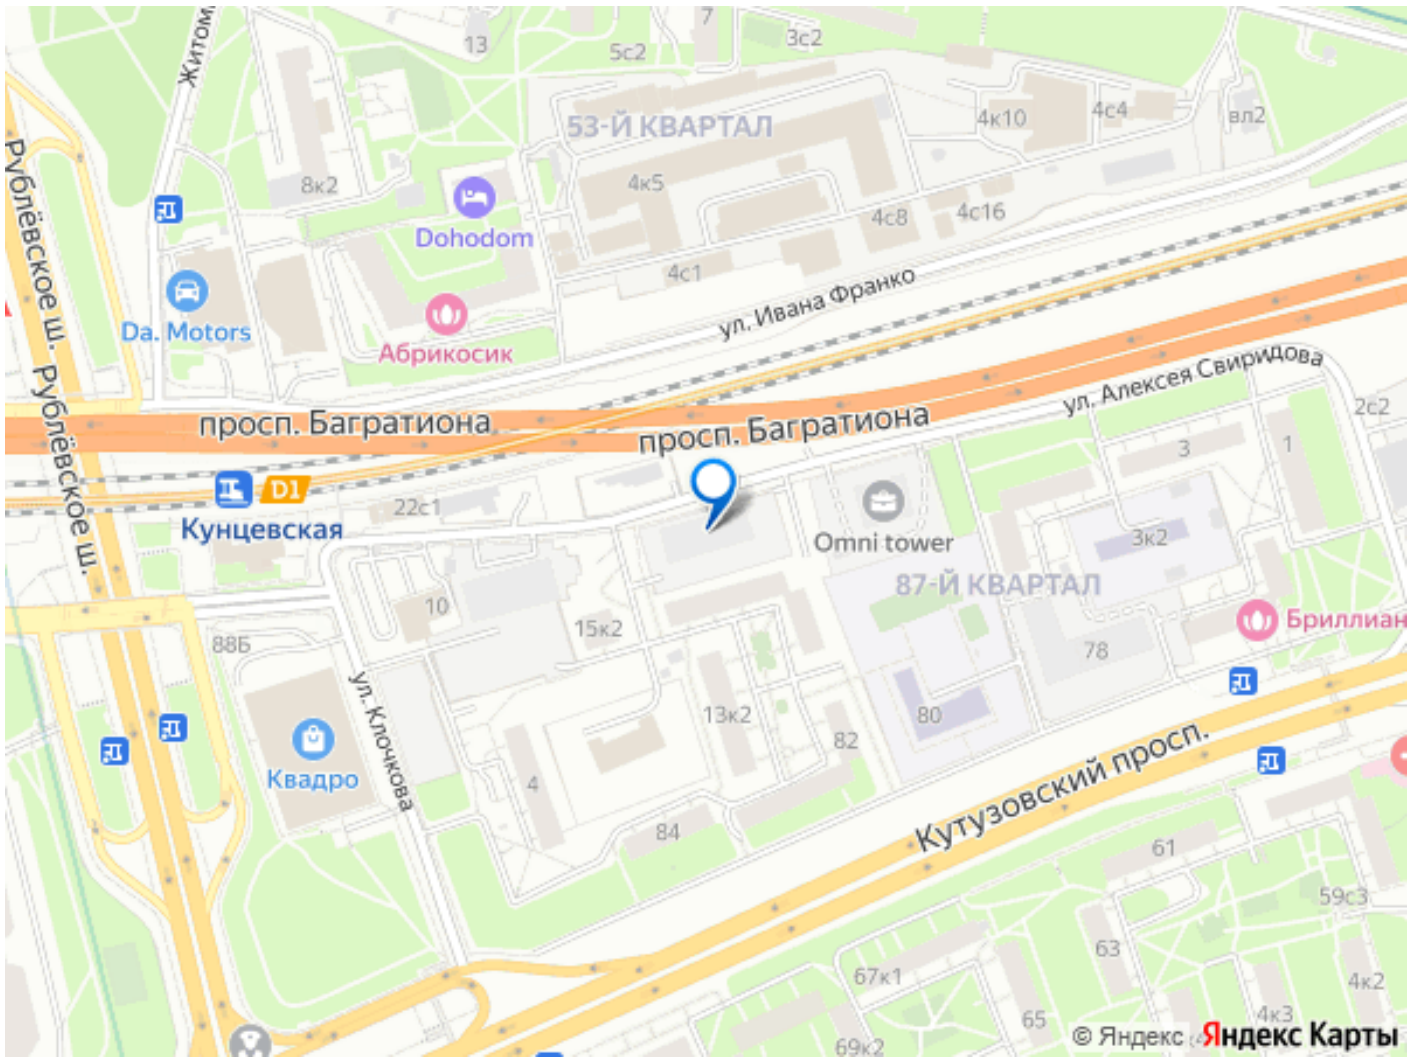 Житом
13
7
5с2
3с2
53-Й КВАРТАЛ
4к10
4с4
вл2
8к2
4к5
4с8
4с16
Dohodom
4с1
ул. Ивана Франко
Рублёвское ш.
Рублёвское ш.
Da. Motors
Абрикосик
просп. Багратиона
просп. Багратиона
ул. Алексея Свиридова
2с2
1
3
D1
Кунцевская
22с1
Omni tower
3к2
87-Й КВАРТАЛ
10
15к2
88Б
Бриллиан
78
ул. Клочкова
13к2
80
82
Квадро
4
84
Кутузовский просп.
61
59с3
63
67к1
4к2
65
4к3
69к2
© Яндекс
Яндекс Карты